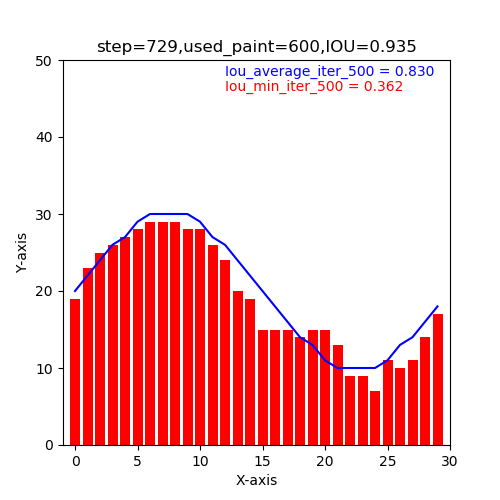 step=729,used_paint=600,IOU=0.935
Iou_average_iter_500 = 0.830
Iou_min_iter_500 = 0.362
Y-axis
50
40
30
20
10
0
0 5 10 15 20 25 30
X-axis